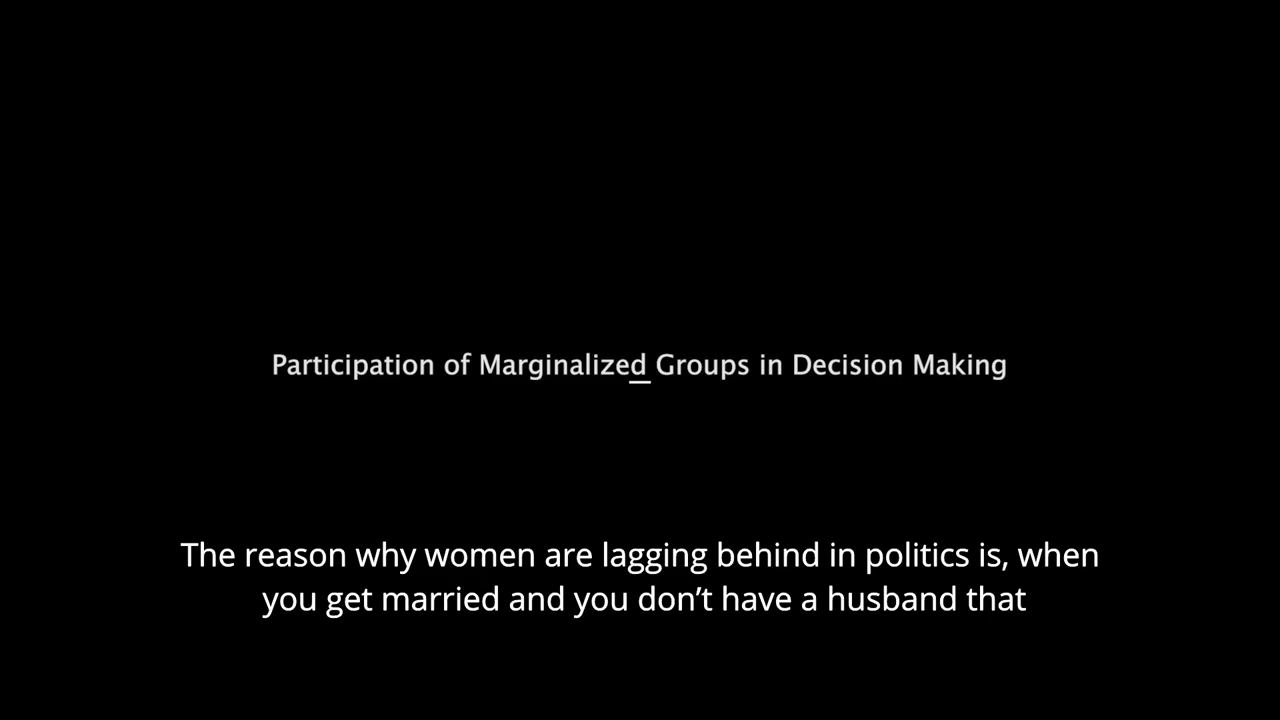 Participation of Marginalized Groups in Decision Making
The reason why women are lagging behind in politics is, when
you get married and you don’t have a husband that